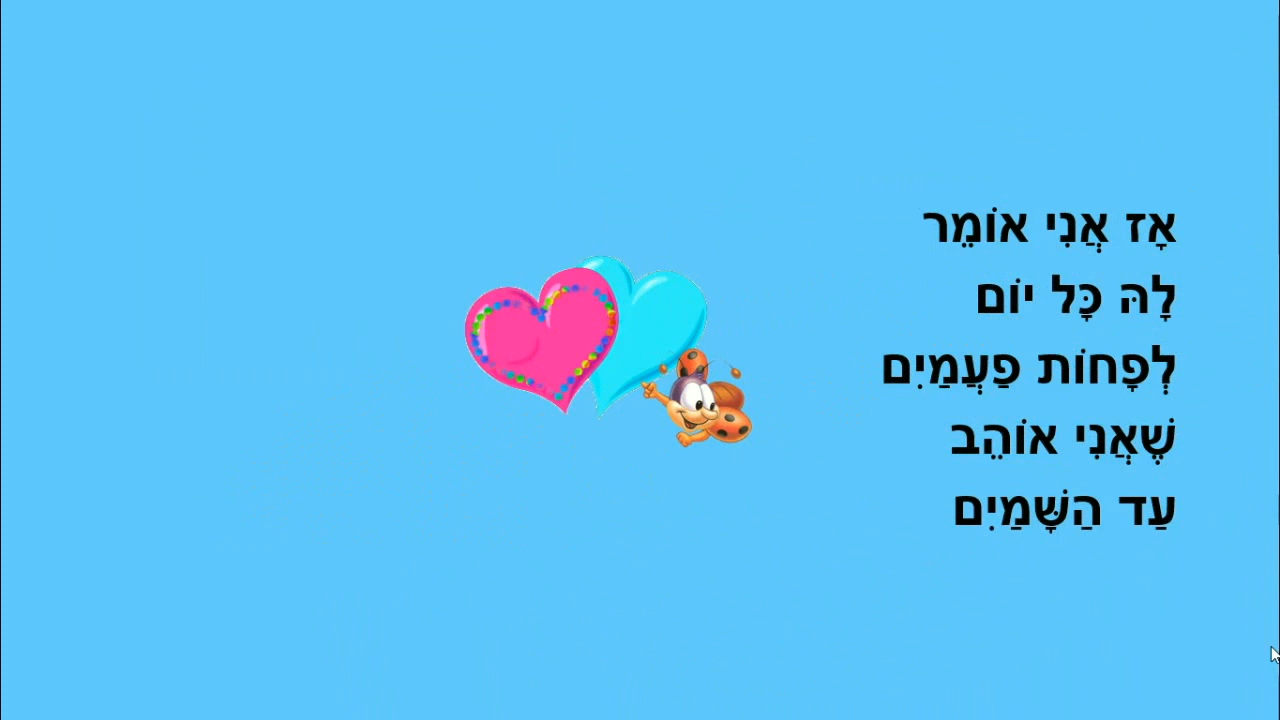 אָז אֲנִי אוֹמֵר
לָהּ כָּל יוֹם
לְפָחוֹת פַּעֲמַיִם
שֶׁאֲנִי אוֹהֵב
עַד הַשָּׁמַיִם